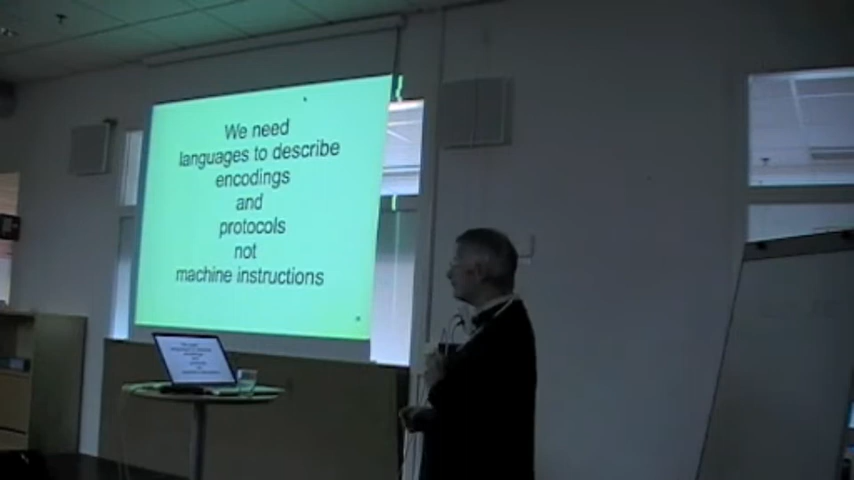 We need
languages to describe
encodings
and
protocols
not
machine instructions